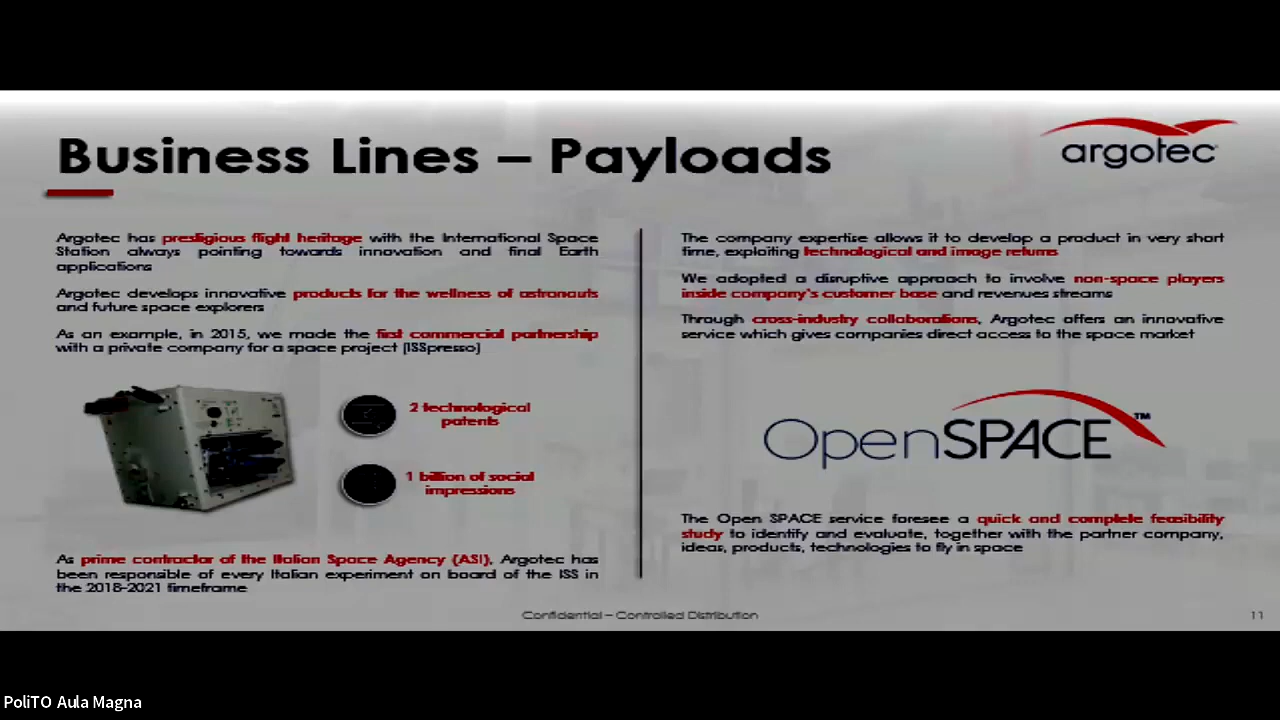 Business Lines – Payloads
argotec
Argotec has prestigious flight heritage with the International Space
Station always pointing towards innovation and final Earth
applications
Argotec develops innovative products for the wellness of astronauts
and future space explorers
As an example, in 2015, we made the first commercial partnership
with a private company for a space project (ISSpresso)
2 technological
patents
1 billion of social
impressions
As prime contractor of the Italian Space Agency (ASI), Argotec has
been responsible of every Italian experiment on board of the ISS in
the 2018-2021 timeframe
The company expertise allows it to develop a product in very short
time, exploiting technological and image returns
We adopted a disruptive approach to involve non-space players
inside company's customer base and revenues streams
Through cross-industry collaborations, Argotec offers an innovative
service which gives companies direct access to the space market
OpenSPACE™
The Open SPACE service foresee a quick and complete feasibility
study to identify and evaluate, together with the partner company,
ideas, products, technologies to fly in space
Confidential – Controlled Distribution
11
PoliTO Aula Magna